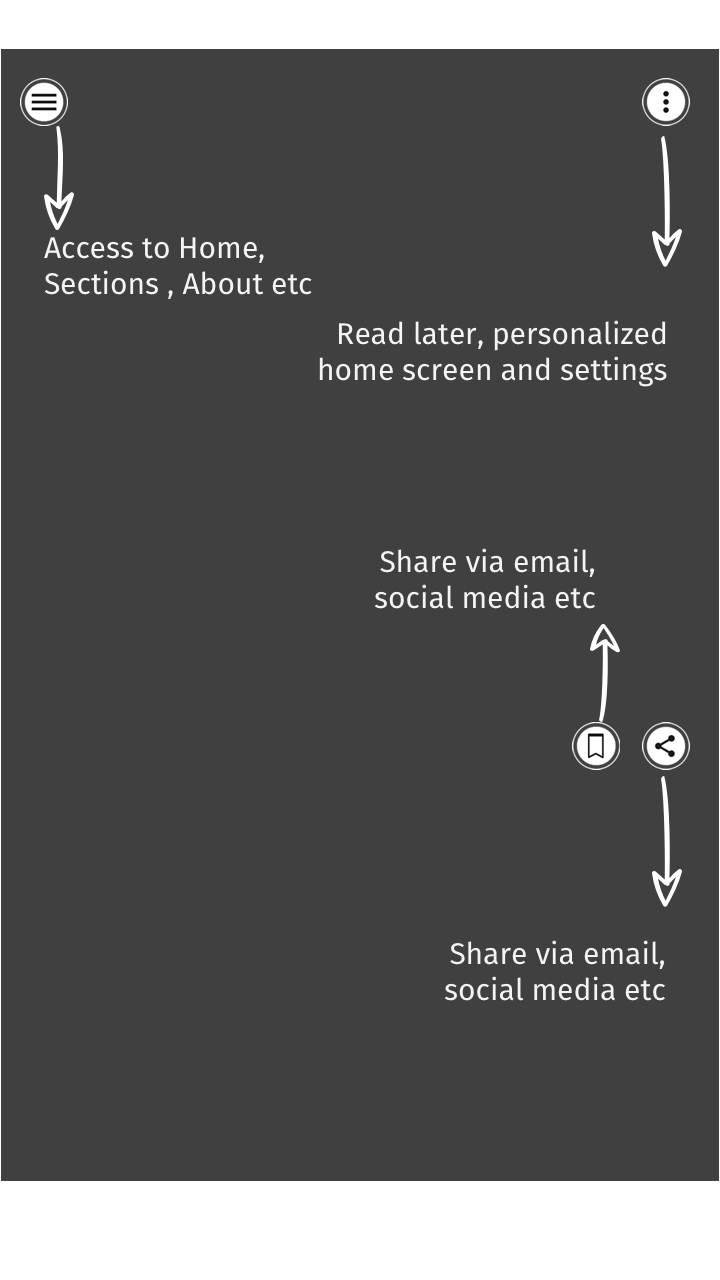 Access to Home,
Sections , About etc
Read later, personalized
home screen and settings
Share via email,
social media etc
Share via email,
social media etc